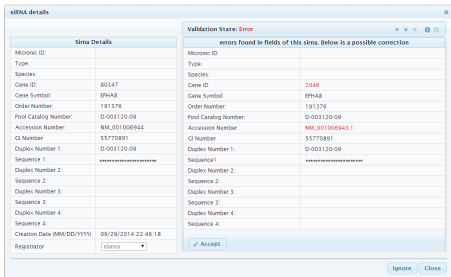 siRNA details
Sirna Details
Micronic ID:
Type:
Species:
Gene ID: 80347
Gene Symbol: EPHA8
Order Number: 191376
Pool Catalog Number: D-003120-09
Accession Number: NM_001006944
GI Number: 55770891
Duplex Number 1: D-003120-09
Sequence 1: **********************
Duplex Number 2:
Sequence 2:
Duplex Number 3:
Sequence 3:
Duplex Number 4:
Sequence 4:
Creation Date (MM/DD/YYYY) 09/29/2014 22:46:18
Registrator elarios
Validation State: Error
errors found in fields of this sirna. Below is a possible correction
Micronic ID:
Type:
Species:
Gene ID 2046
Gene Symbol: EPHA8
Order Number: 191376
Pool Catalog Number: D-003120-09
Accession Number NM_001006943.1
GI Number: 55770891
Duplex Number 1: D-003120-09
Sequence1 **********************
Duplex Number 2:
Sequence 2:
Duplex Number 3:
Sequence 3:
Duplex Number 4:
Sequence 4:
Accept
Ignore Close